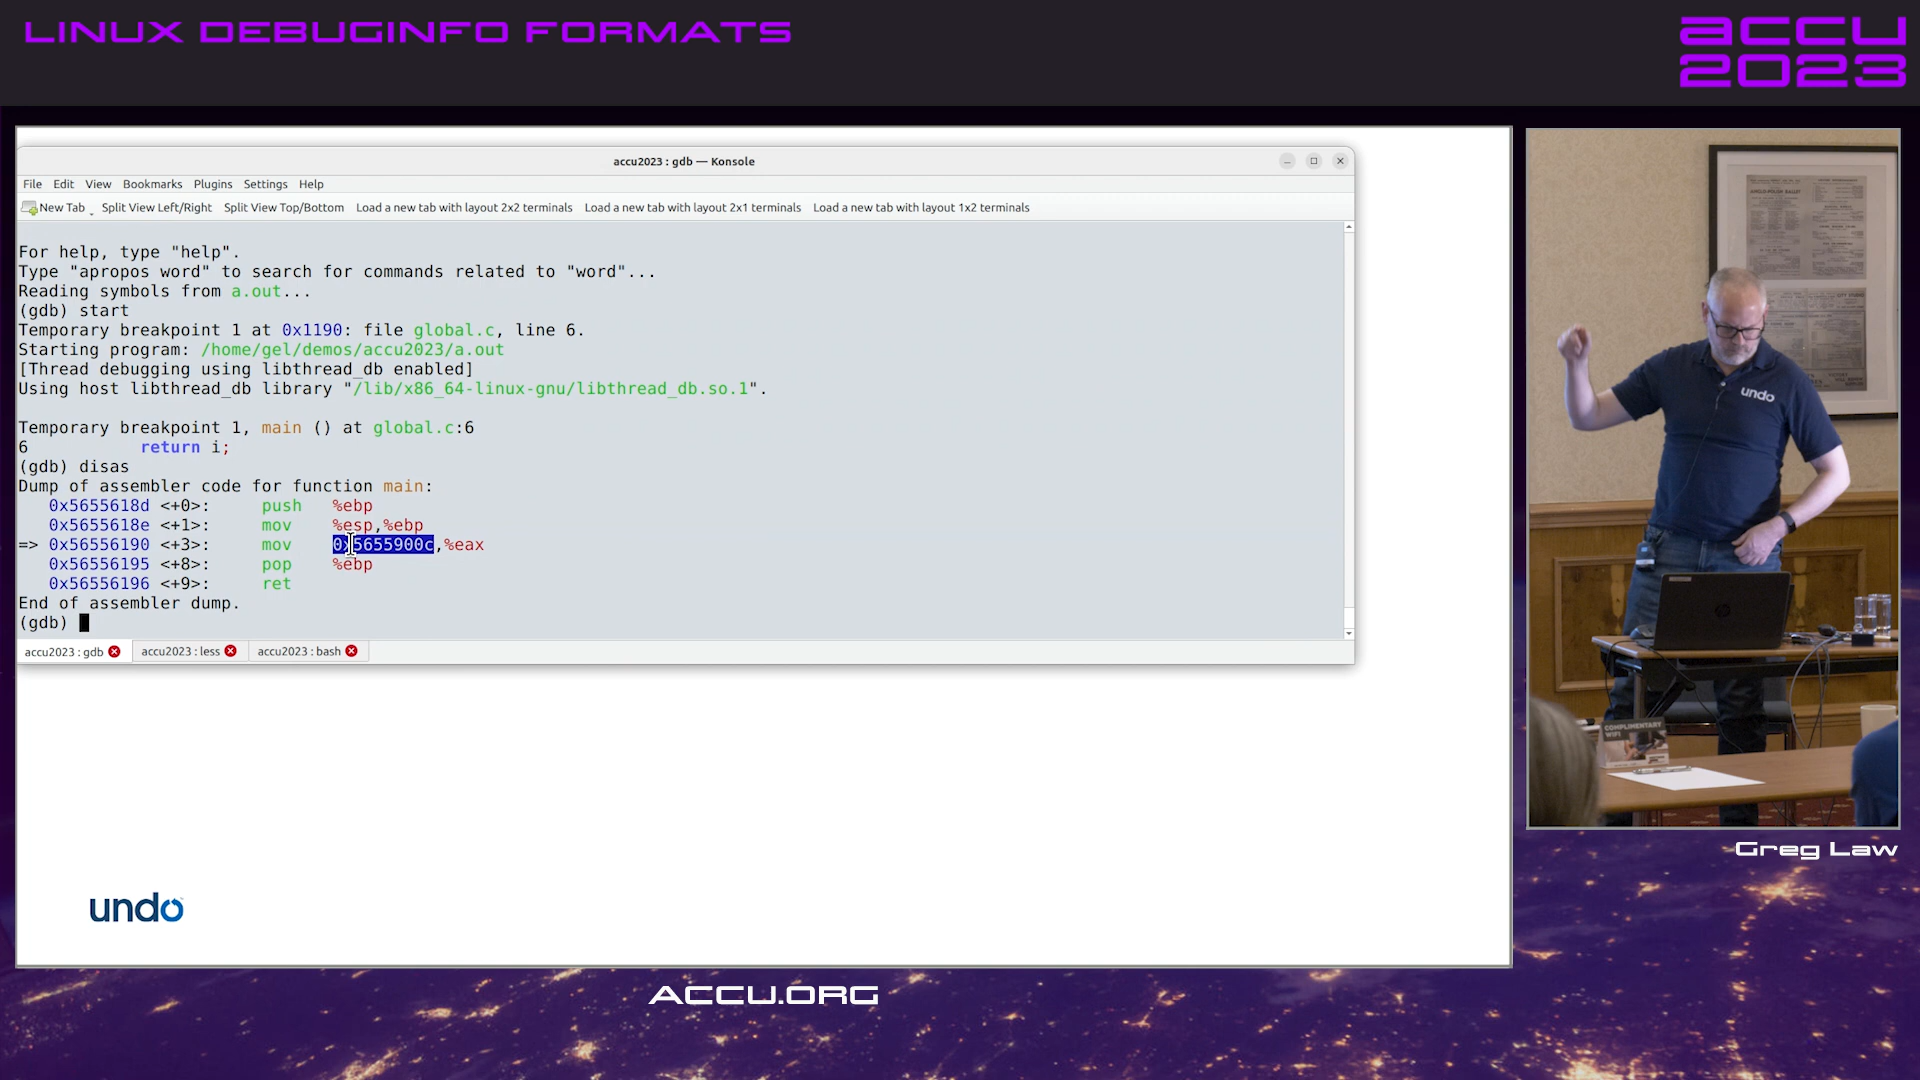 LINUX DEBUGINFO FORMATS
accu
2023
accu2023 : gdb — Konsole
File Edit View Bookmarks Plugins Settings Help
New Tab Split View Left/Right Split View Top/Bottom Load a new tab with layout 2x2 terminals Load a new tab with layout 2x1 terminals Load a new tab with layout 1x2 terminals
For help, type "help".
Type "apropos word" to search for commands related to "word"...
Reading symbols from a.out...
(gdb) start
Temporary breakpoint 1 at 0x1190: file global.c, line 6.
Starting program: /home/gel/demos/accu2023/a.out
[Thread debugging using libthread_db enabled]
Using host libthread_db library "/lib/x86_64-linux-gnu/libthread_db.so.1".
Temporary breakpoint 1, main () at global.c:6
6 return i;
(gdb) disas
Dump of assembler code for function main:
0x5655618d <+0>: push %ebp
0x5655618e <+1>: mov %esp,%ebp
=> 0x56556190 <+3>: mov 0x5655900c,%eax
0x56556195 <+8>: pop %ebp
0x56556196 <+9>: ret
End of assembler dump.
(gdb)
accu2023 : gdb accu2023 : less accu2023 : bash
undo
undo
COMPLIMENTARY
WIFI
Greg Law
ACCU.ORG